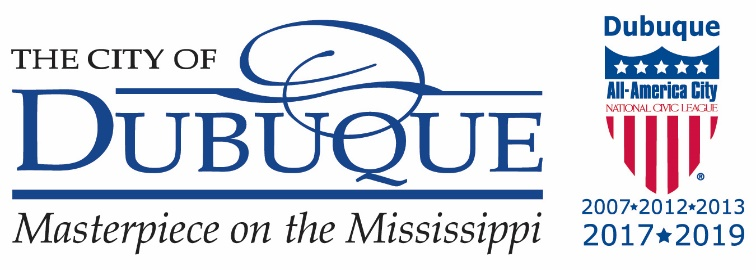 THE CITY OF
DUBUQUE
Masterpiece on the Mississippi
Dubuque
All-America City
NATIONAL CIVIC LEAGUE
®
2007★2012★2013
2017★2019